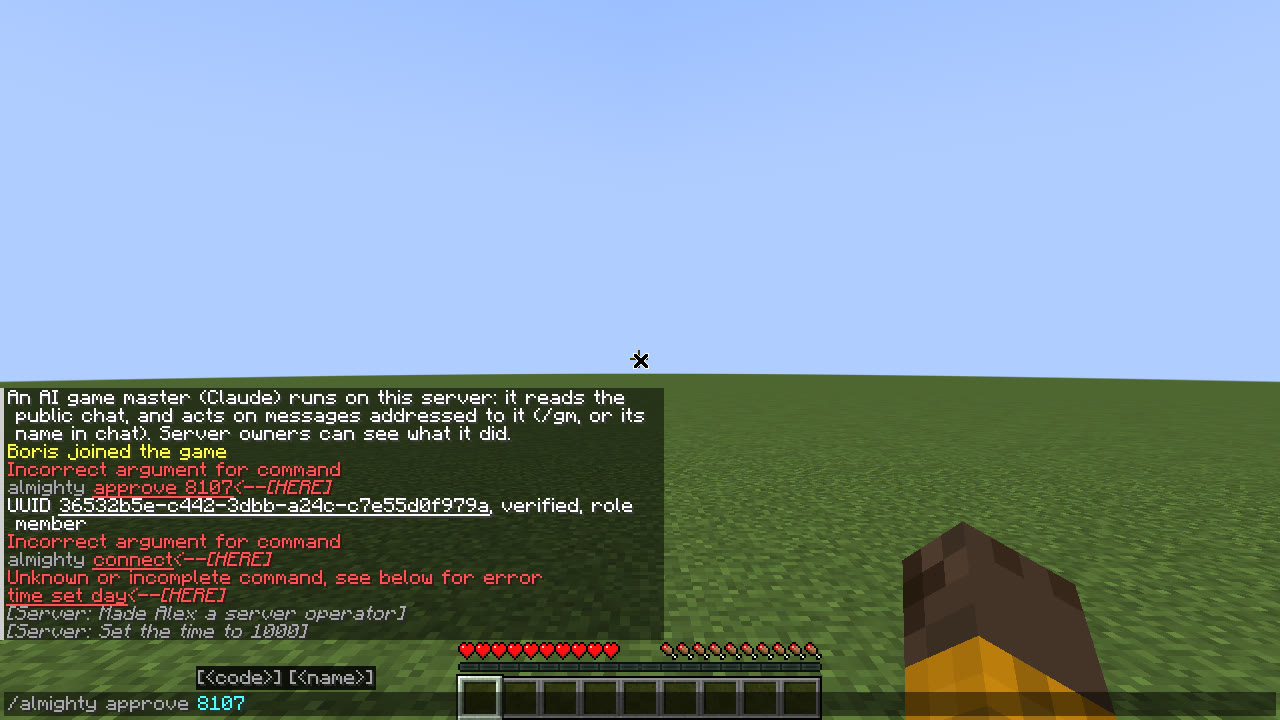 An AI game master (Claude) runs on this server: it reads the
public chat, and acts on messages addressed to it (/gm, or its
name in chat). Server owners can see what it did.
Boris joined the game
Incorrect argument for command
almighty approve 8107<--[HERE]
UUID 36532b5e-c442-3dbb-a24c-c7e55d0f979a, verified, role
member
Incorrect argument for command
almighty connect<--[HERE]
Unknown or incomplete command, see below for error
time set day<--[HERE]
[Server: Made Alex a server operator]
[Server: Set the time to 1000]
[<code>] [<name>]
/almighty approve 8107